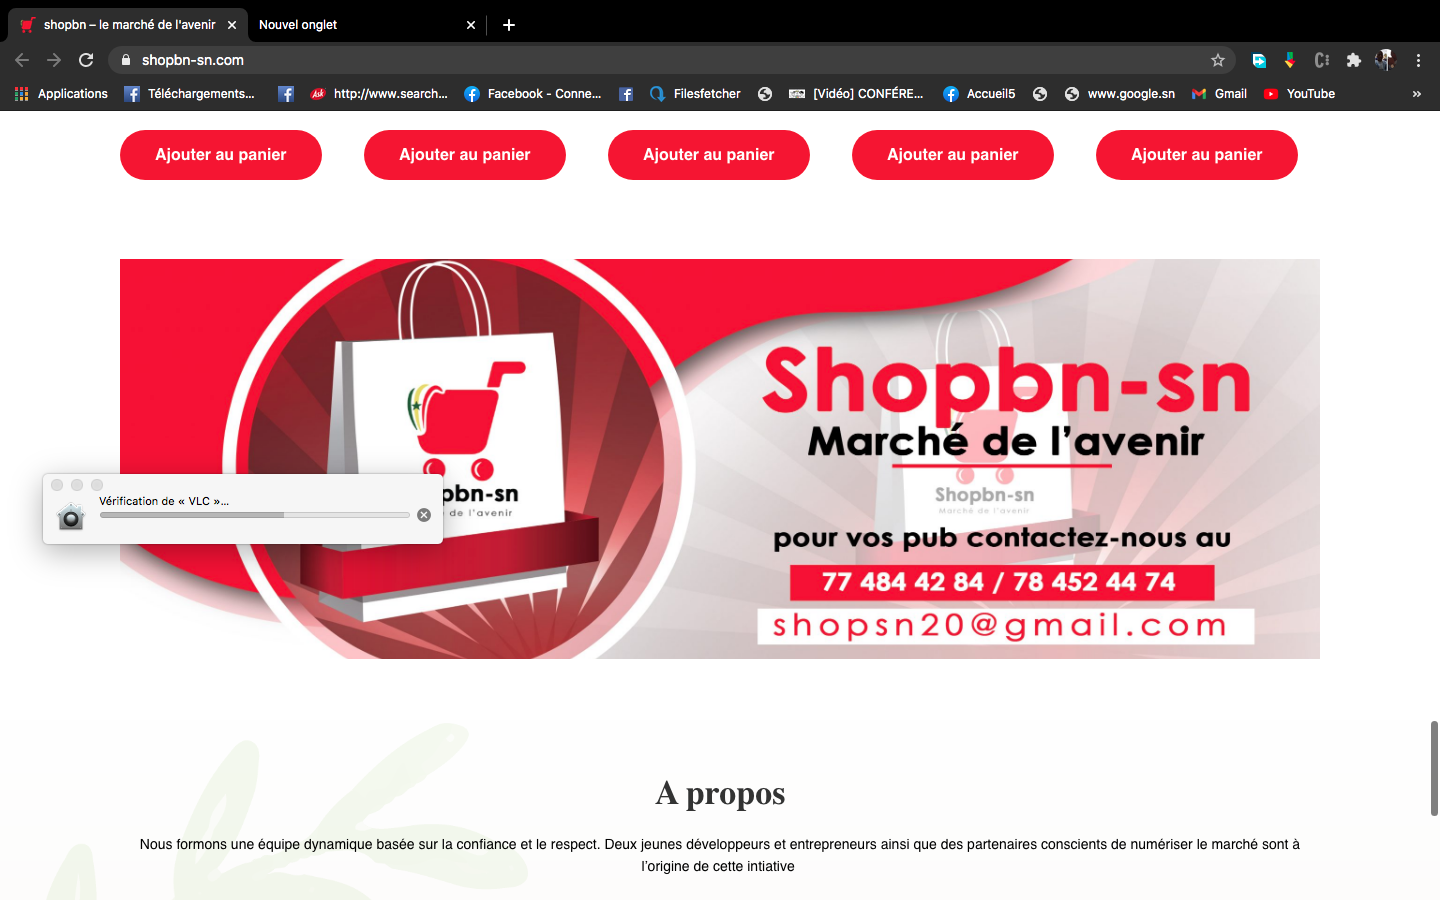 shopbn – le marché de l'avenir
Nouvel onglet
shopbn-sn.com
Applications
Téléchargements...
Ask
http://www.search...
Facebook - Conne...
Filesfetcher
[Vidéo] CONFÉRE...
Accueil5
www.google.sn
Gmail
YouTube
»
Ajouter au panier
Ajouter au panier
Ajouter au panier
Ajouter au panier
Ajouter au panier
Shopbn-sn
Marché de l'avenir
Shopbn-sn
Marché de l'avenir
pour vos pub contactez-nous au
77 484 42 84 / 78 452 44 74
shopsn20@gmail.com
pbn-sn
de l'avenir
Vérification de « VLC »...
A propos
Nous formons une équipe dynamique basée sur la confiance et le respect. Deux jeunes développeurs et entrepreneurs ainsi que des partenaires conscients de numériser le marché sont à
l'origine de cette intiative